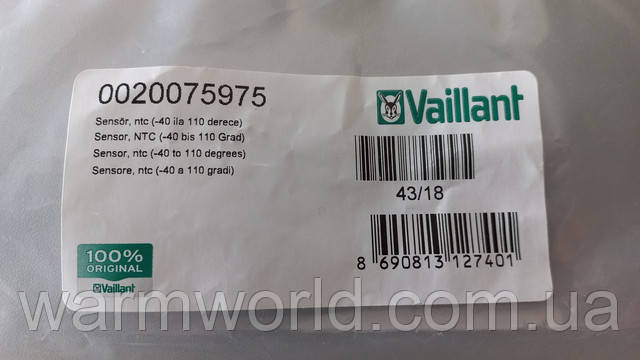 0020075975
Vaillant
Sensör, ntc (-40 ila 110 derece)
Sensor, NTC (-40 bis 110 Grad)
Sensor, ntc (-40 to 110 degrees)
Sensore, ntc (-40 a 110 gradi)
43/18
8 690813 127401
100%
ORIGINAL
Vaillant
warmworld.com.ua